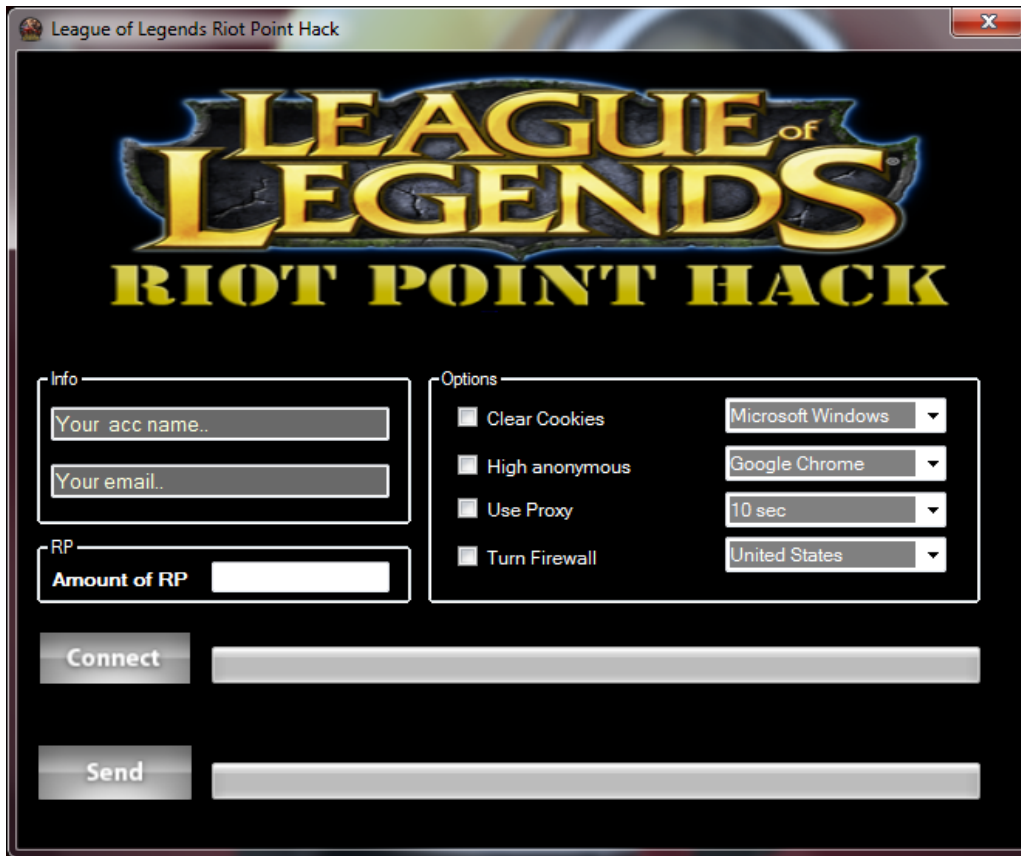 League of Legends Riot Point Hack
LEAGUE of
LEGENDS®
RIOT POINT HACK
Info
Your acc name..
Your email..
RP
Amount of RP
Options
Clear Cookies
Microsoft Windows
High anonymous
Google Chrome
Use Proxy
10 sec
Turn Firewall
United States
Connect
Send